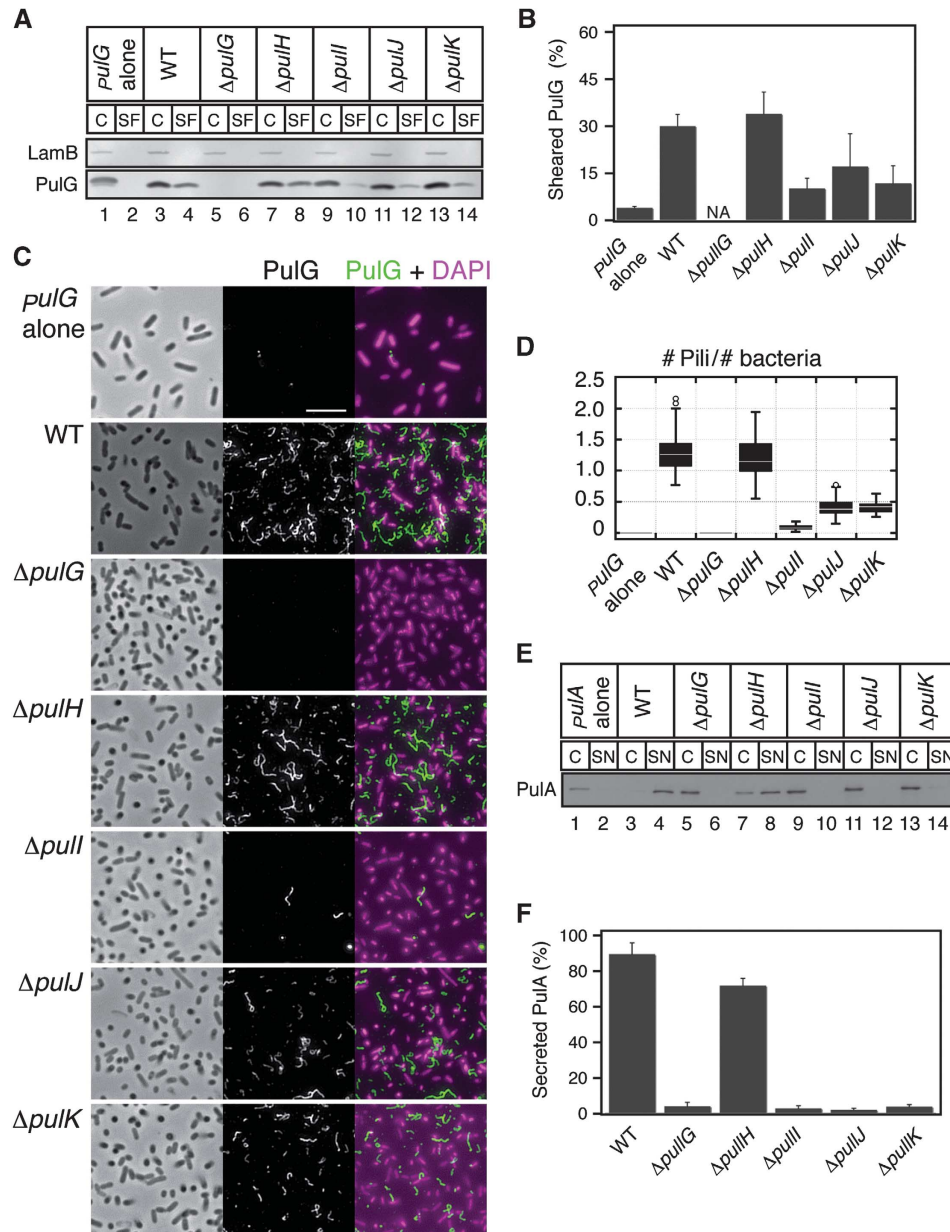 A
pulG alone
WT
ΔpulG
ΔpulH
ΔpulI
ΔpulJ
ΔpulK
C SF C SF C SF C SF C SF C SF C SF
LamB
PulG
1 2 3 4 5 6 7 8 9 10 11 12 13 14
B
60
45
30
15
0
Sheared PulG (%)
NA
pulG alone
WT
ΔpulG
ΔpulH
ΔpulI
ΔpulJ
ΔpulK
C
PulG PulG + DAPI
pulG
alone
WT
ΔpulG
ΔpulH
ΔpulI
ΔpulJ
ΔpulK
D
# Pili/# bacteria
2.5
2.0
1.5
1.0
0.5
0
pulG alone
WT
ΔpulG
ΔpulH
ΔpulI
ΔpulJ
ΔpulK
E
pulA alone
WT
ΔpulG
ΔpulH
ΔpulI
ΔpulJ
ΔpulK
C SN C SN C SN C SN C SN C SN C SN
PulA
1 2 3 4 5 6 7 8 9 10 11 12 13 14
F
100
80
60
40
20
0
Secreted PulA (%)
WT
ΔpulG
ΔpulH
ΔpulI
ΔpulJ
ΔpulK